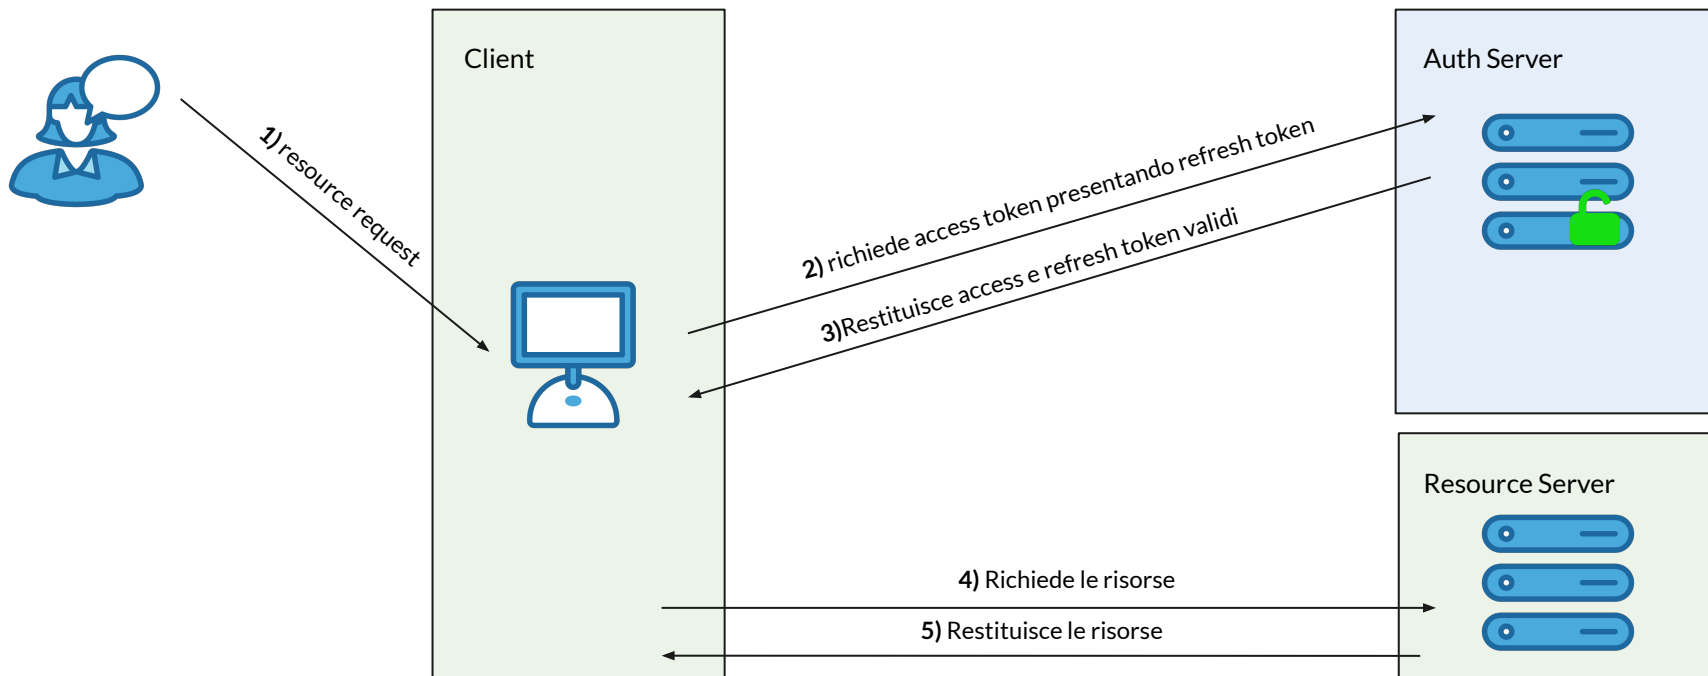 Client
Auth Server
1) resource request
2) richiede access token presentando refresh token
3)Restituisce access e refresh token validi
Resource Server
4) Richiede le risorse
5) Restituisce le risorse